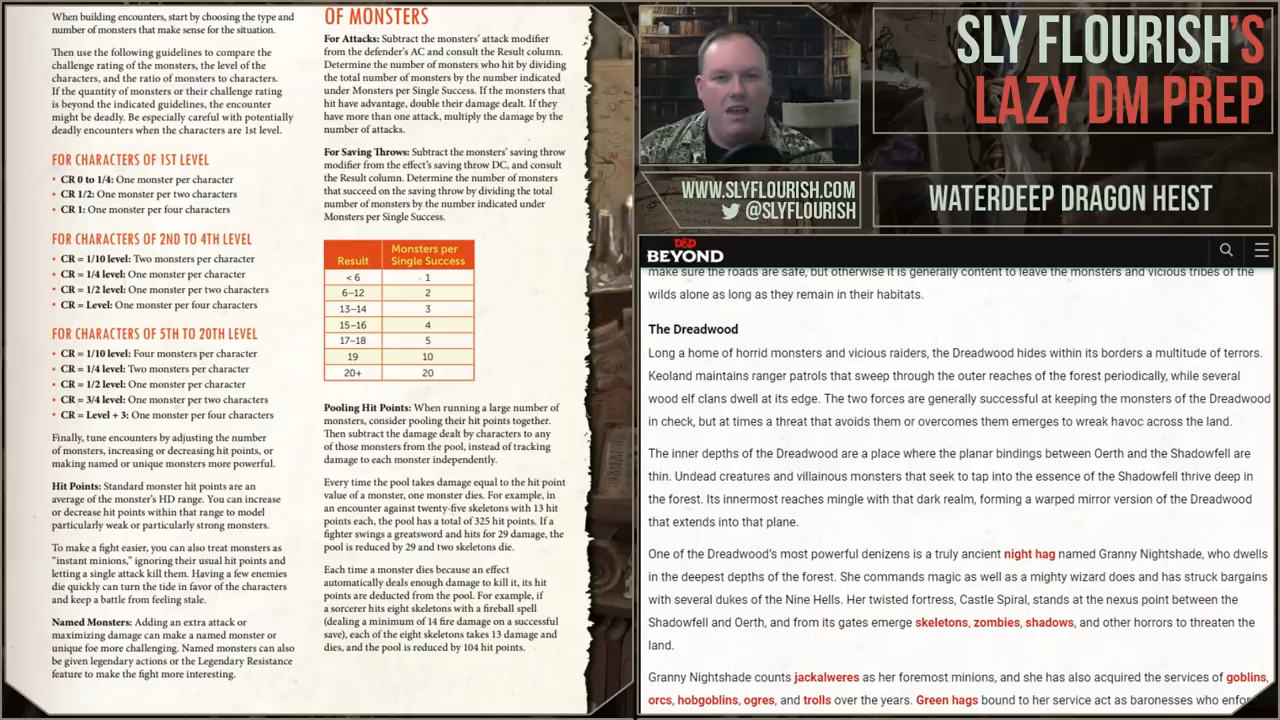 When building encounters, start by choosing the type and
number of monsters that make sense for the situation.
Then use the following guidelines to compare the
challenge rating of the monsters, the level of the
characters, and the ratio of monsters to characters.
If the quantity of monsters or their challenge rating
is beyond the indicated guidelines, the encounter
might be deadly. Be especially careful with potentially
deadly encounters when the characters are 1st level.
FOR CHARACTERS OF 1ST LEVEL
• CR 0 to 1/4: One monster per character
• CR 1/2: One monster per two characters
• CR 1: One monster per four characters
FOR CHARACTERS OF 2ND TO 4TH LEVEL
• CR = 1/10 level: Two monsters per character
• CR = 1/4 level: One monster per character
• CR = 1/2 level: One monster per two characters
• CR = Level: One monster per four characters
FOR CHARACTERS OF 5TH TO 20TH LEVEL
• CR = 1/10 level: Four monsters per character
• CR = 1/4 level: Two monsters per character
• CR = 1/2 level: One monster per character
• CR = 3/4 level: One monster per two characters
• CR = Level + 3: One monster per four characters
Finally, tune encounters by adjusting the number
of monsters, increasing or decreasing hit points, or
making named or unique monsters more powerful.
Hit Points: Standard monster hit points are an
average of the monster's HD range. You can increase
or decrease hit points within that range to model
particularly weak or particularly strong monsters.
To make a fight easier, you can also treat monsters as
"instant minions," ignoring their usual hit points and
letting a single attack kill them. Having a few enemies
die quickly can turn the tide in favor of the characters
and keep a battle from feeling stale.
Named Monsters: Adding an extra attack or
maximizing damage can make a named monster or
unique foe more challenging. Named monsters can also
be given legendary actions or the Legendary Resistance
feature to make the fight more interesting.
OF MONSTERS
For Attacks: Subtract the monsters' attack modifier
from the defender's AC and consult the Result column.
Determine the number of monsters who hit by dividing
the total number of monsters by the number indicated
under Monsters per Single Success. If the monsters that
hit have advantage, double their damage dealt. If they
have more than one attack, multiply the damage by the
number of attacks.
For Saving Throws: Subtract the monsters' saving throw
modifier from the effect's saving throw DC, and consult
the Result column. Determine the number of monsters
that succeed on the saving throw by dividing the total
number of monsters by the number indicated under
Monsters per Single Success.
Result Monsters per Single Success
< 6 1
6–12 2
13–14 3
15–16 4
17–18 5
19 10
20+ 20
Pooling Hit Points: When running a large number of
monsters, consider pooling their hit points together.
Then subtract the damage dealt by characters to any
of those monsters from the pool, instead of tracking
damage to each monster independently.
Every time the pool takes damage equal to the hit point
value of a monster, one monster dies. For example, in
an encounter against twenty-five skeletons with 13 hit
points each, the pool has a total of 325 hit points. If a
fighter swings a greatsword and hits for 29 damage, the
pool is reduced by 29 and two skeletons die.
Each time a monster dies because an effect
automatically deals enough damage to kill it, its hit
points are deducted from the pool. For example, if
a sorcerer hits eight skeletons with a fireball spell
(dealing a minimum of 14 fire damage on a successful
save), each of the eight skeletons takes 13 damage and
dies, and the pool is reduced by 104 hit points.
SLY FLOURISH'S
LAZY DM PREP
WWW.SLYFLOURISH.COM
@SLYFLOURISH
WATERDEEP DRAGON HEIST
D&D
BEYOND
make sure the roads are safe, but otherwise it is generally content to leave the monsters and vicious tribes of the
wilds alone as long as they remain in their habitats.
The Dreadwood
Long a home of horrid monsters and vicious raiders, the Dreadwood hides within its borders a multitude of terrors.
Keoland maintains ranger patrols that sweep through the outer reaches of the forest periodically, while several
wood elf clans dwell at its edge. The two forces are generally successful at keeping the monsters of the Dreadwood
in check, but at times a threat that avoids them or overcomes them emerges to wreak havoc across the land.
The inner depths of the Dreadwood are a place where the planar bindings between Oerth and the Shadowfell are
thin. Undead creatures and villainous monsters that seek to tap into the essence of the Shadowfell thrive deep in
the forest. Its innermost reaches mingle with that dark realm, forming a warped mirror version of the Dreadwood
that extends into that plane.
One of the Dreadwood's most powerful denizens is a truly ancient night hag named Granny Nightshade, who dwells
in the deepest depths of the forest. She commands magic as well as a mighty wizard does and has struck bargains
with several dukes of the Nine Hells. Her twisted fortress, Castle Spiral, stands at the nexus point between the
Shadowfell and Oerth, and from its gates emerge skeletons, zombies, shadows, and other horrors to threaten the
land.
Granny Nightshade counts jackalweres as her foremost minions, and she has also acquired the services of goblins,
orcs, hobgoblins, ogres, and trolls over the years. Green hags bound to her service act as baronesses who